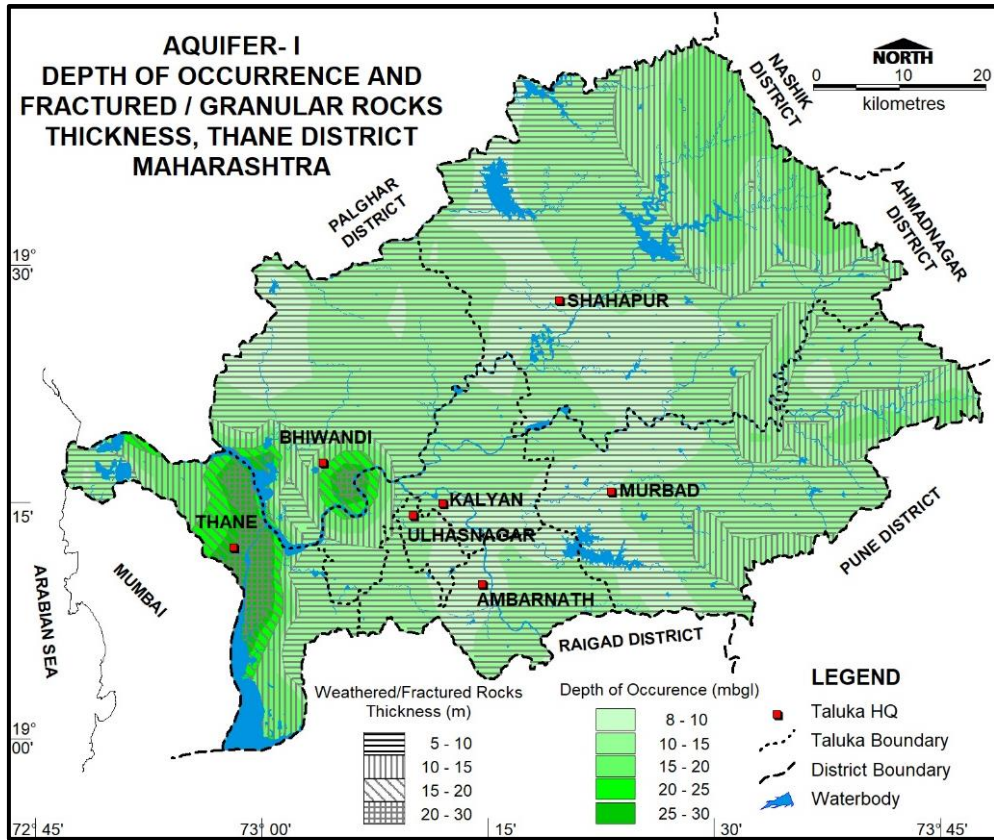 AQUIFER- I
DEPTH OF OCCURRENCE AND
FRACTURED / GRANULAR ROCKS
THICKNESS, THANE DISTRICT
MAHARASHTRA
NORTH
0 10 20
kilometres
NASHIK
DISTRICT
AHMADNAGAR
DISTRICT
PALGHAR
DISTRICT
19°
30'
SHAHAPUR
BHIWANDI
KALYAN
MURBAD
15'
THANE
ULHASNAGAR
AMBARNATH
PUNE DISTRICT
MUMBAI
ARABIAN SEA
RAIGAD DISTRICT
19°
00'
Weathered/Fractured Rocks
Thickness (m)
5 - 10
10 - 15
15 - 20
20 - 30
Depth of Occurence (mbgl)
8 - 10
10 - 15
15 - 20
20 - 25
25 - 30
LEGEND
Taluka HQ
Taluka Boundary
District Boundary
Waterbody
72° 45' 73° 00' 15' 30' 73° 45'